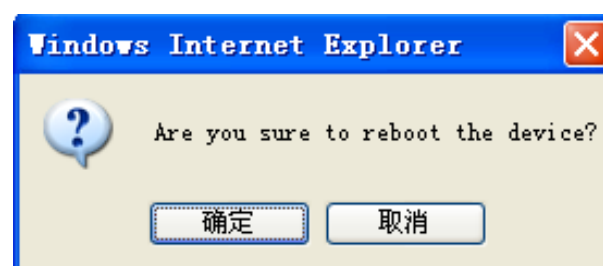 Windows Internet Explorer
Are you sure to reboot the device?
确定 取消